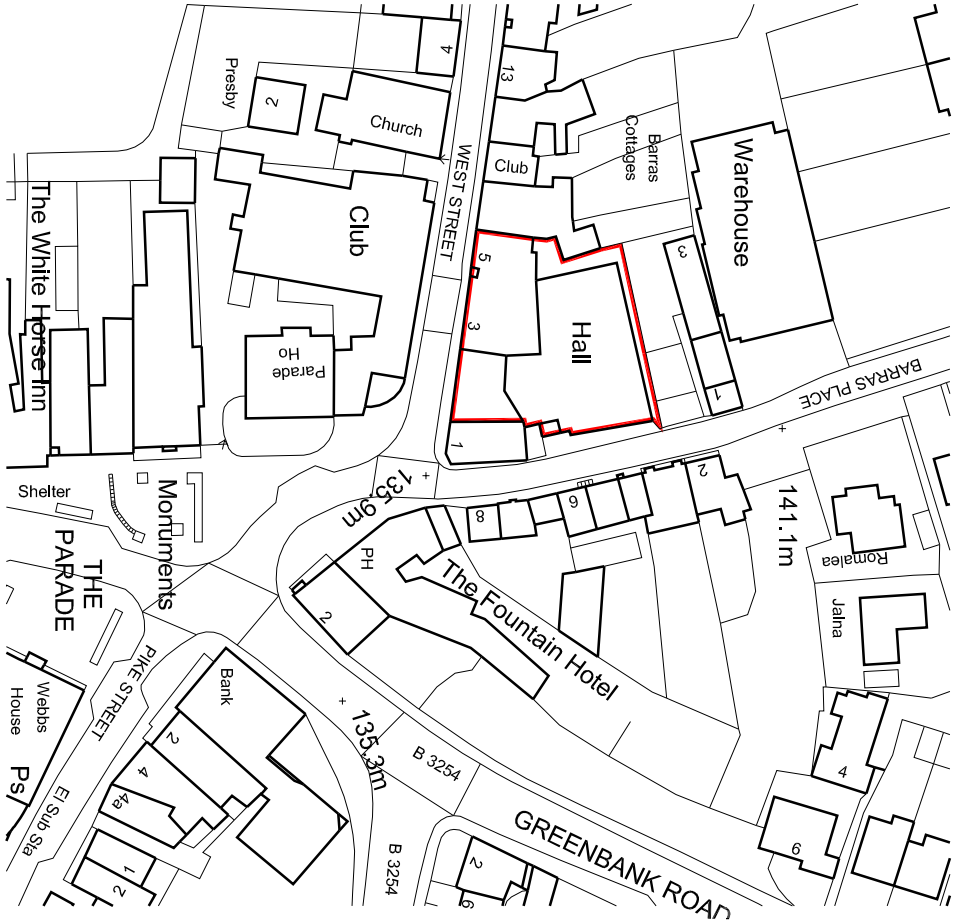 4
13
Presby
2
Church
Barras
Cottages
WEST STREET
Club
Warehouse
The White Horse Inn
Club
5
3
3
Hall
Parade
Ho
1
BARRAS PLACE
1
135.9m
2
6
8
141.1m
Shelter
Monuments
THE
PARADE
PH
2
The Fountain Hotel
Romalea
Jalna
PIKE STREET
Bank
Webbs
House
135.3m
B 3254
2
4
4a
Ps
El Sub Sta
4
6
GREENBANK ROAD
B 3254
1
2
2
6